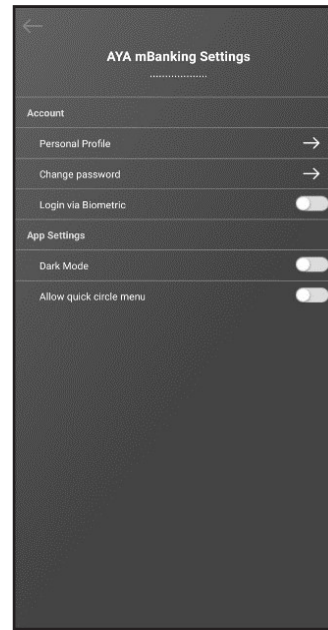 AYA mBanking Settings
Account
Personal Profile
Change password
Login via Biometric
App Settings
Dark Mode
Allow quick circle menu